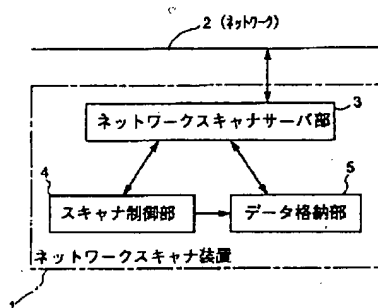 2 (ネットワーク)
3
ネットワークスキャナサーバ部
4
5
スキャナ制御部
データ格納部
ネットワークスキャナ装置
1